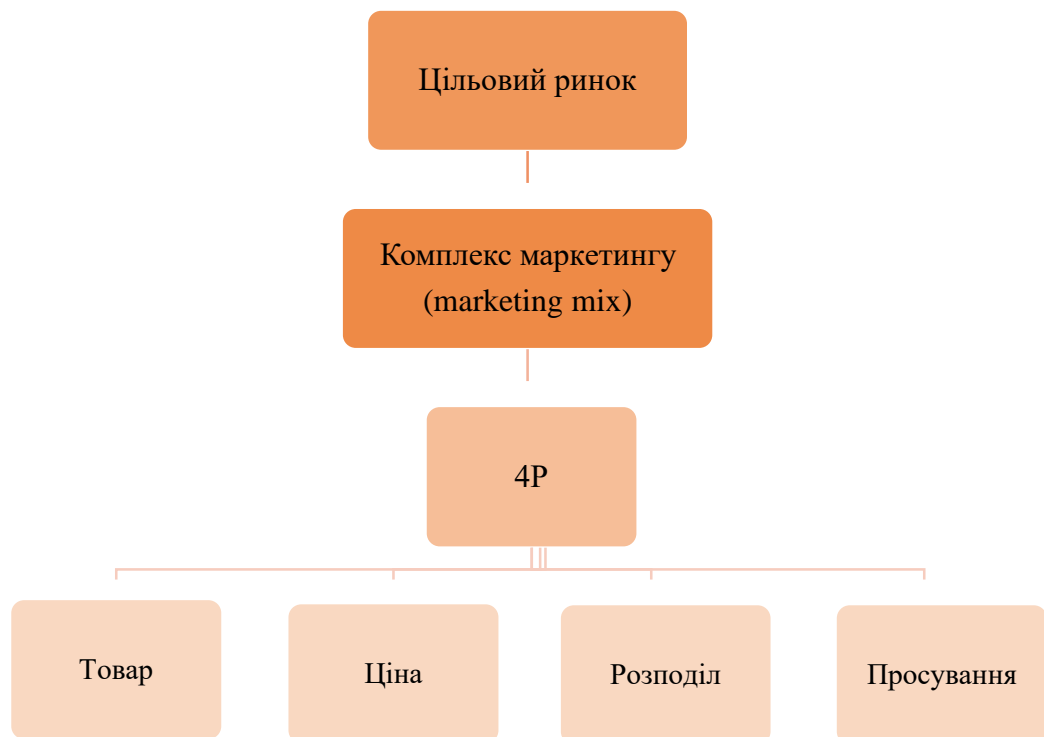 Цільовий ринок
Комплекс маркетингу
(marketing mix)
4P
Товар
Ціна
Розподіл
Просування